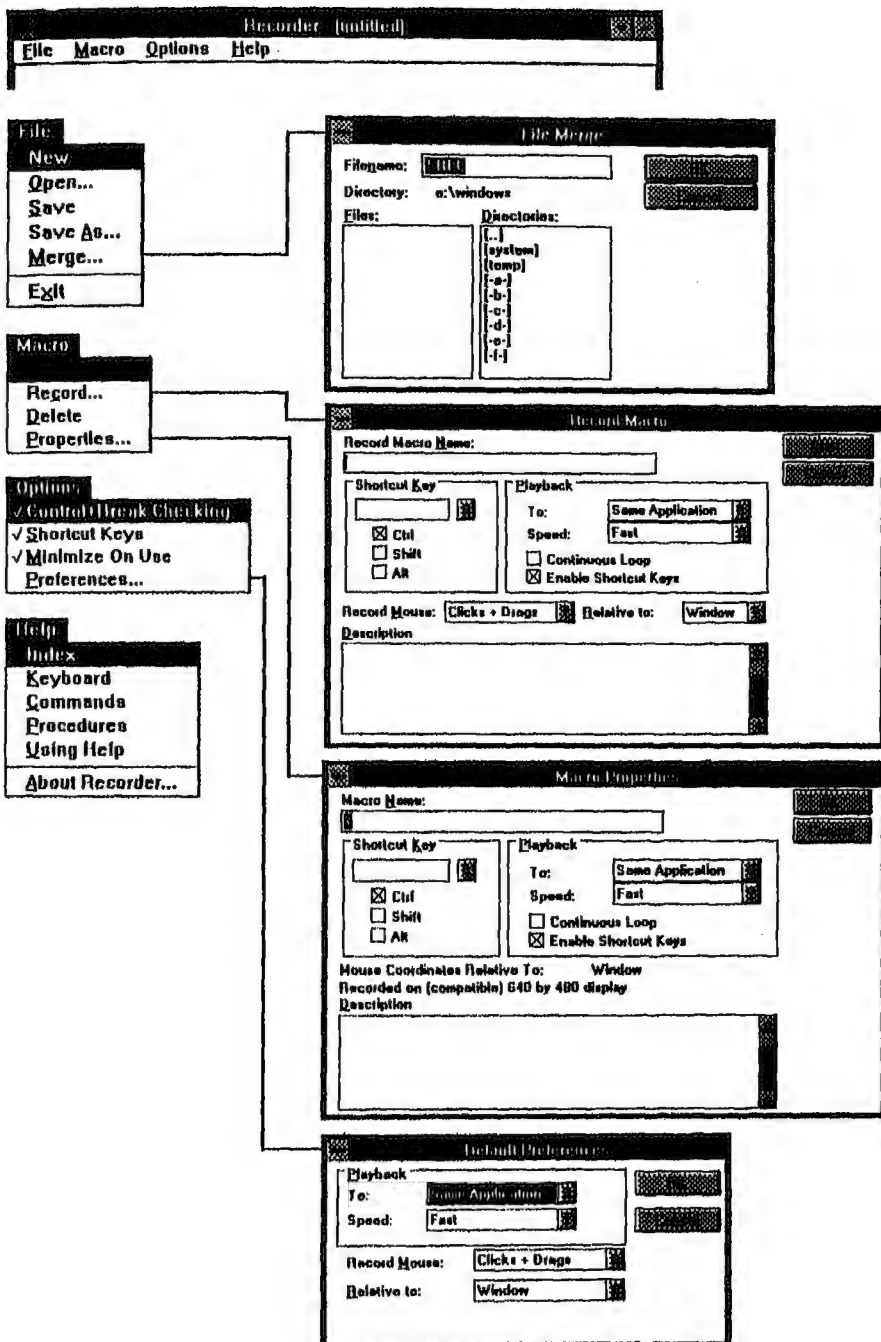 Recorder (untitled)
File Macro Options Help
File
New
Open...
Save
Save As...
Merge...
Exit
File Merge
Filename:
Directory: e:\windows
Files: Directories:
[..]
[system]
[temp]
[-a-]
[-b-]
[-c-]
[-d-]
[-e-]
[-f-]
Macro
Record...
Delete
Properties...
Record Macro
Record Macro Name:
Shortcut Key
Ctrl
Shift
Alt
Playback
To: Same Application
Speed: Fast
Continuous Loop
Enable Shortcut Keys
Record Mouse: Clicks + Drags Relative to: Window
Description
Options
✓Control+Break Checking
✓Shortcut Keys
✓Minimize On Use
Preferences...
Help
Index
Keyboard
Commands
Procedures
Using Help
About Recorder...
Macro Properties
Macro Name:
Shortcut Key
Ctrl
Shift
Alt
Playback
To: Same Application
Speed: Fast
Continuous Loop
Enable Shortcut Keys
Mouse Coordinates Relative To: Window
Recorded on (compatible) 640 by 480 display
Description
Default Preferences
Playback
To: Same Application
Speed: Fast
Record Mouse: Clicks + Drags
Relative to: Window